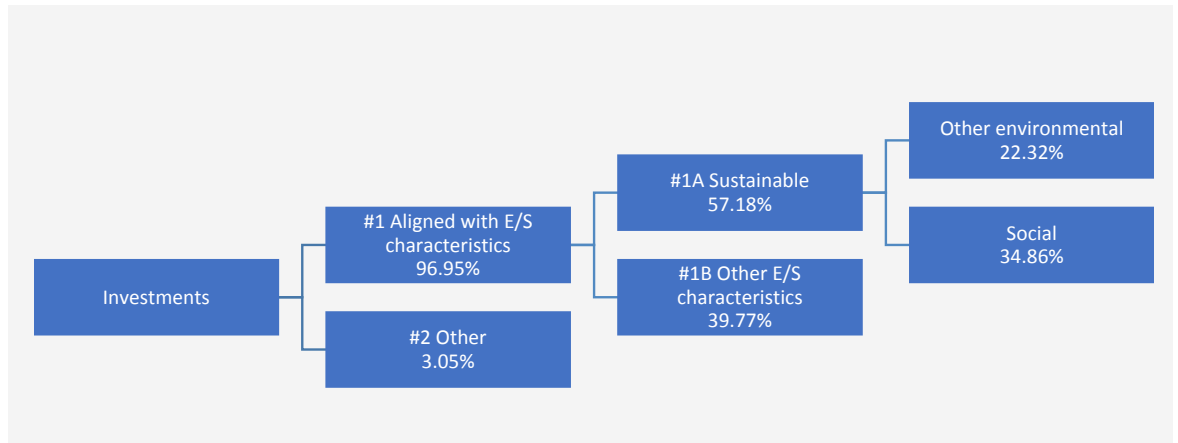 Investments
#1 Aligned with E/S
characteristics
96.95%
#2 Other
3.05%
#1A Sustainable
57.18%
#1B Other E/S
characteristics
39.77%
Other environmental
22.32%
Social
34.86%